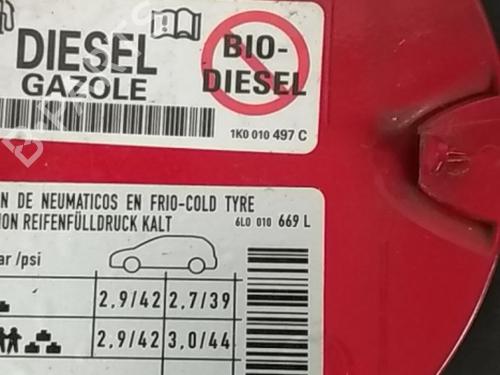 DIESEL
GAZOLE
BIO-
DIESEL
1K0 010 497 C
N DE NEUMATICOS EN FRIO-COLD TYRE
ION REIFENFÜLLDRUCK KALT
6L0 010 669 L
ar /psi
2,9/42 2,7/39
2,9/42 3,0/44